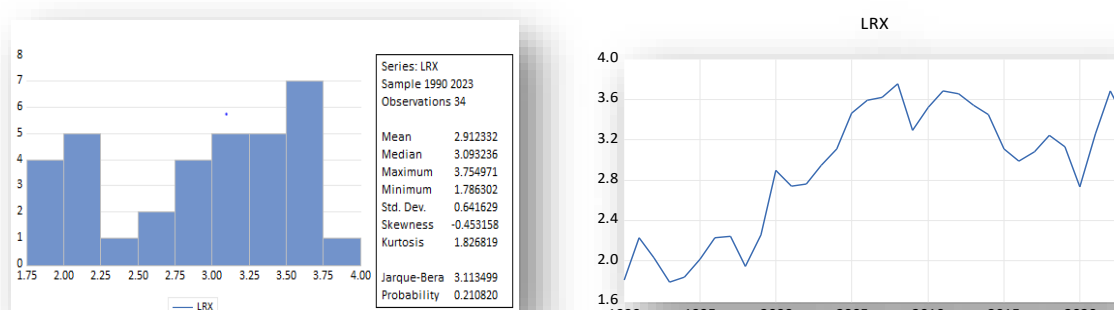 8
7
6
5
4
3
2
1
0
1.75 2.00 2.25 2.50 2.75 3.00 3.25 3.50 3.75 4.00
LRX
Series: LRX
Sample 1990 2023
Observations 34
Mean 2.912332
Median 3.093236
Maximum 3.754971
Minimum 1.786302
Std. Dev. 0.641629
Skewness -0.453158
Kurtosis 1.826819
Jarque-Bera 3.113499
Probability 0.210820
LRX
4.0
3.6
3.2
2.8
2.4
2.0
1.6